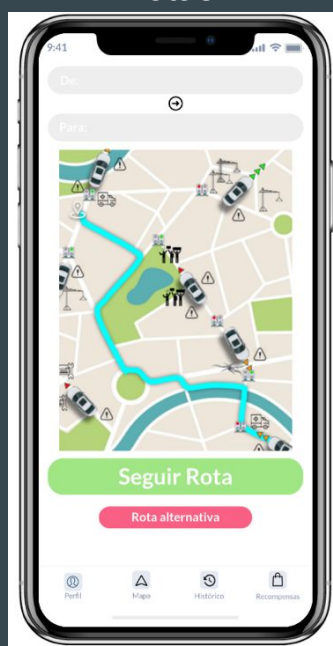 9:41
De:
Para:
Seguir Rota
Rota alternativa
Perfil Mapa Histórico Recompensas